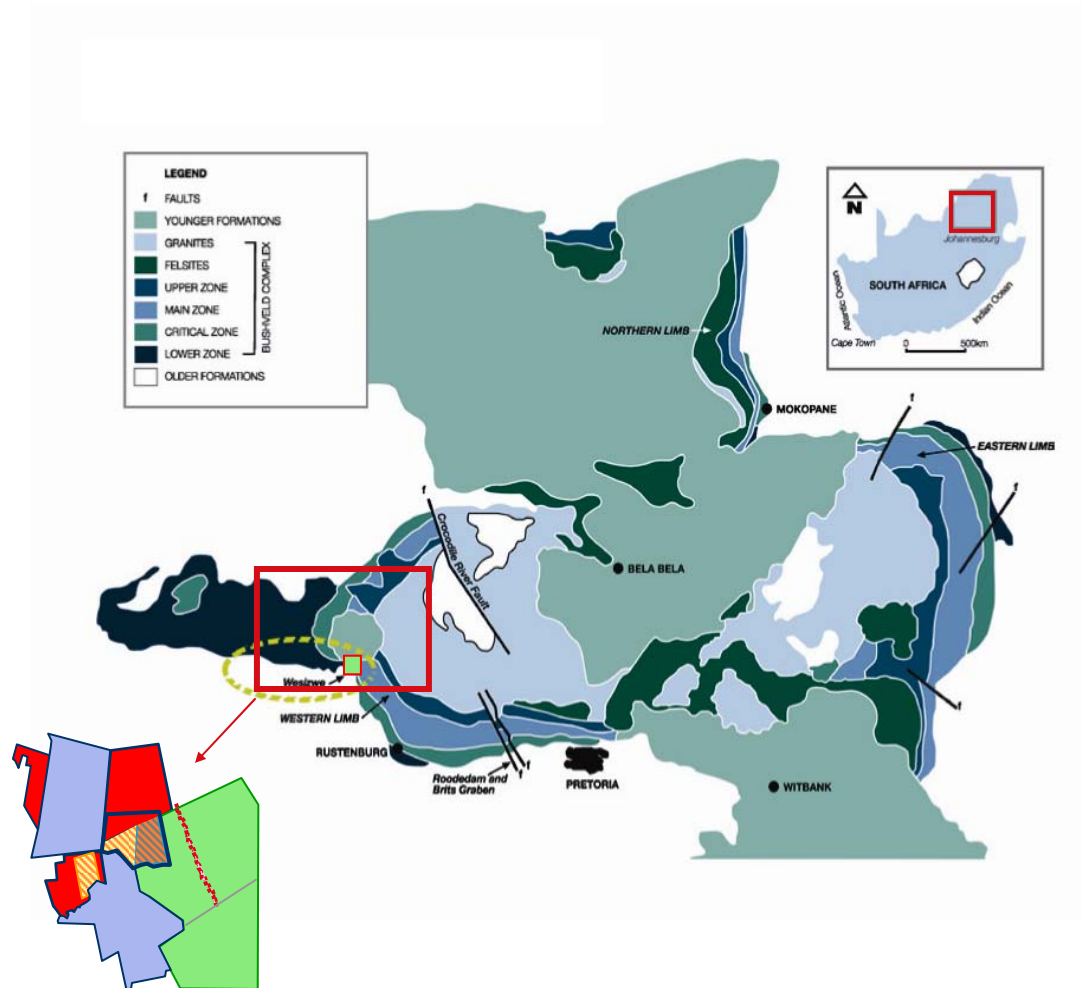 LEGEND
f FAULTS
YOUNGER FORMATIONS
GRANITES
FELSITES
UPPER ZONE
MAIN ZONE
CRITICAL ZONE
LOWER ZONE
OLDER FORMATIONS
BUSHVELD COMPLEX
N
Johannesburg
SOUTH AFRICA
Atlantic Ocean
Indian Ocean
Cape Town
0 500km
NORTHERN LIMB
MOKOPANE
f
EASTERN LIMB
f
f
Crocodile River Fault
BELA BELA
Wesizwe
WESTERN LIMB
f
RUSTENBURG
Roodedam and
Brits Graben
f
f
PRETORIA
WITBANK